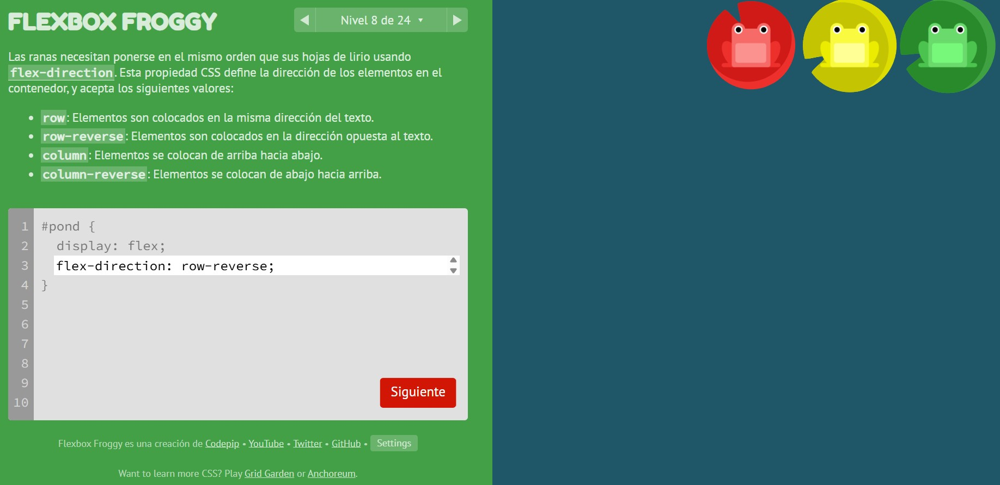 FLEXBOX FROGGY
Nivel 8 de 24
Las ranas necesitan ponerse en el mismo orden que sus hojas de lirio usando
flex-direction. Esta propiedad CSS define la dirección de los elementos en el
contenedor, y acepta los siguientes valores:
• row: Elementos son colocados en la misma dirección del texto.
• row-reverse: Elementos son colocados en la dirección opuesta al texto.
• column: Elementos se colocan de arriba hacia abajo.
• column-reverse: Elementos se colocan de abajo hacia arriba.
1 #pond {
2 display: flex;
3 flex-direction: row-reverse;
4 }
5
6
7
8
9
10
Siguiente
Flexbox Froggy es una creación de Codepip • YouTube • Twitter • GitHub • Settings
Want to learn more CSS? Play Grid Garden or Anchoreum.